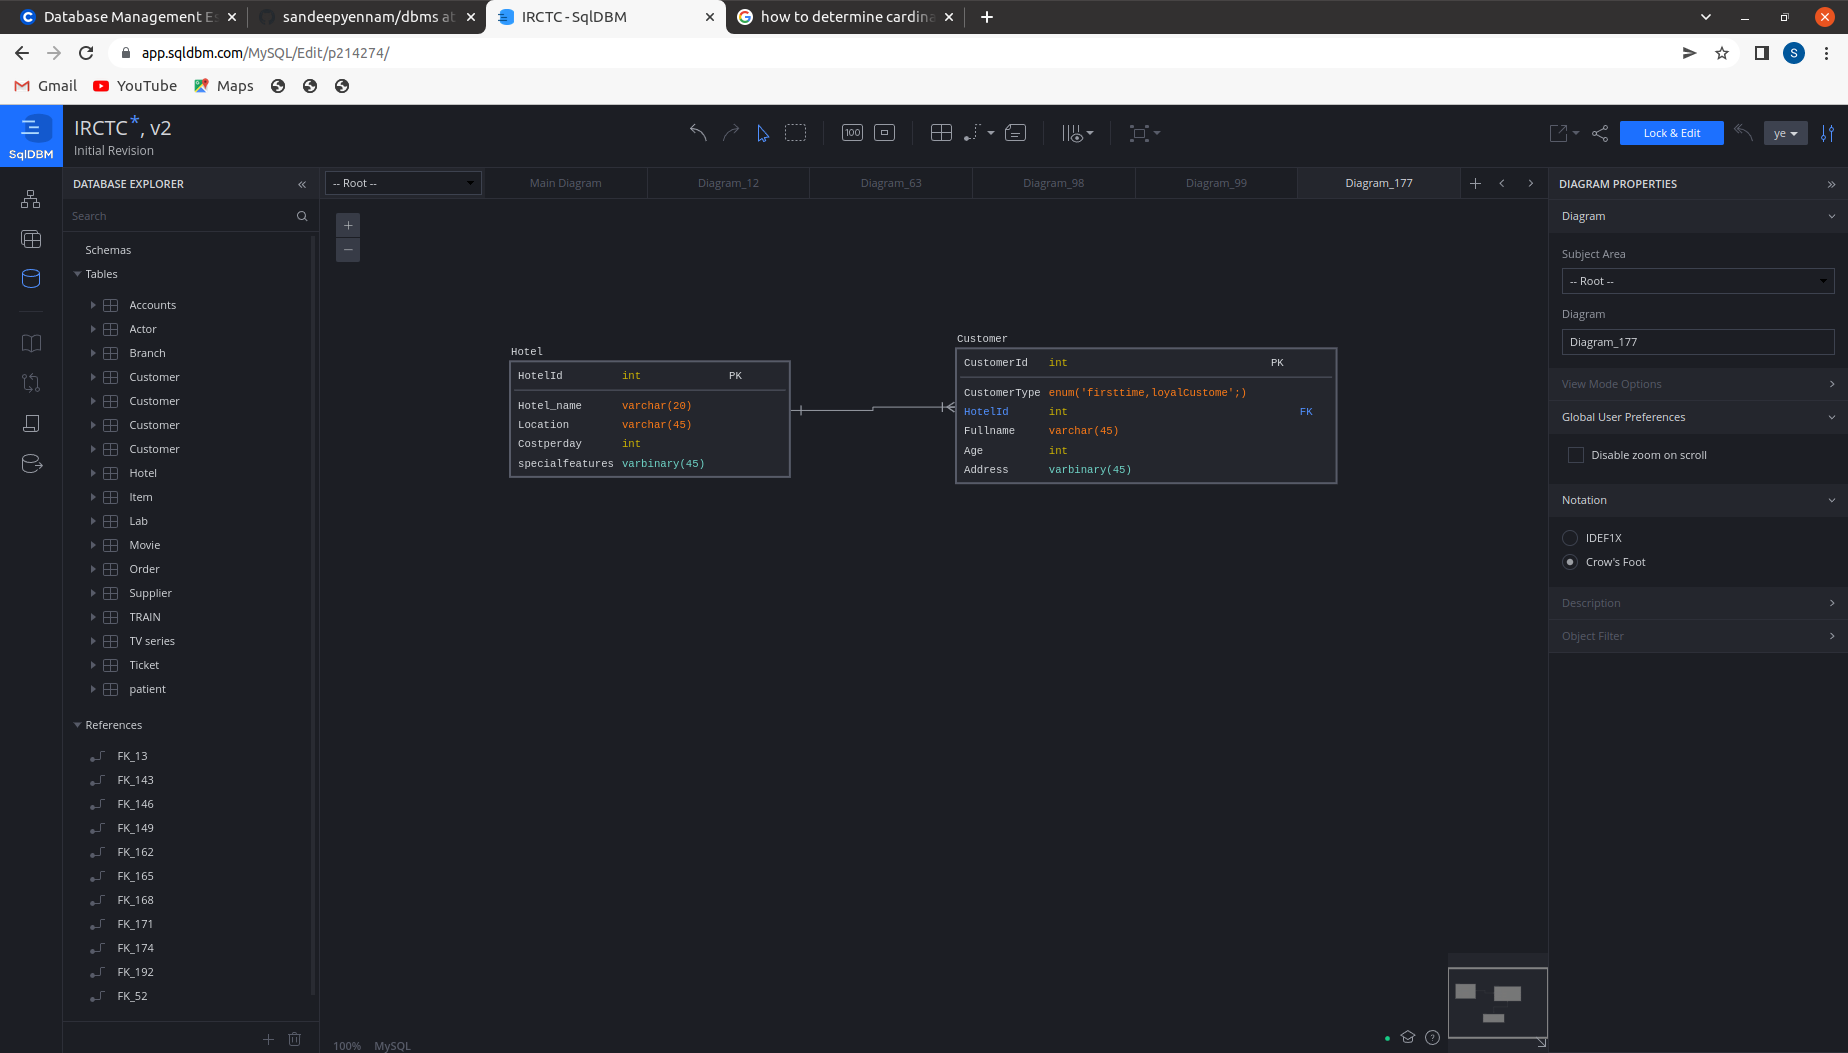 Database Management Es
sandeepyennam/dbms at
IRCTC - SqlDBM
how to determine cardina
app.sqldbm.com/MySQL/Edit/p214274/
S
Gmail
YouTube
Maps
SqlDBM
IRCTC*, v2
Initial Revision
100
Lock & Edit
ye
DATABASE EXPLORER
-- Root --
Main Diagram
Diagram_12
Diagram_63
Diagram_98
Diagram_99
Diagram_177
DIAGRAM PROPERTIES
Search
Schemas
Tables
Accounts
Actor
Branch
Customer
Customer
Customer
Customer
Hotel
Item
Lab
Movie
Order
Supplier
TRAIN
TV series
Ticket
patient
References
FK_13
FK_143
FK_146
FK_149
FK_162
FK_165
FK_168
FK_171
FK_174
FK_192
FK_52
Hotel
HotelId int PK
Hotel_name varchar(20)
Location varchar(45)
Costperday int
specialfeatures varbinary(45)
Customer
CustomerId int PK
CustomerType enum('firsttime,loyalCustome';)
HotelId int FK
Fullname varchar(45)
Age int
Address varbinary(45)
100% MySQL
Diagram
Subject Area
-- Root --
Diagram
Diagram_177
View Mode Options
Global User Preferences
Disable zoom on scroll
Notation
IDEF1X
Crow's Foot
Description
Object Filter